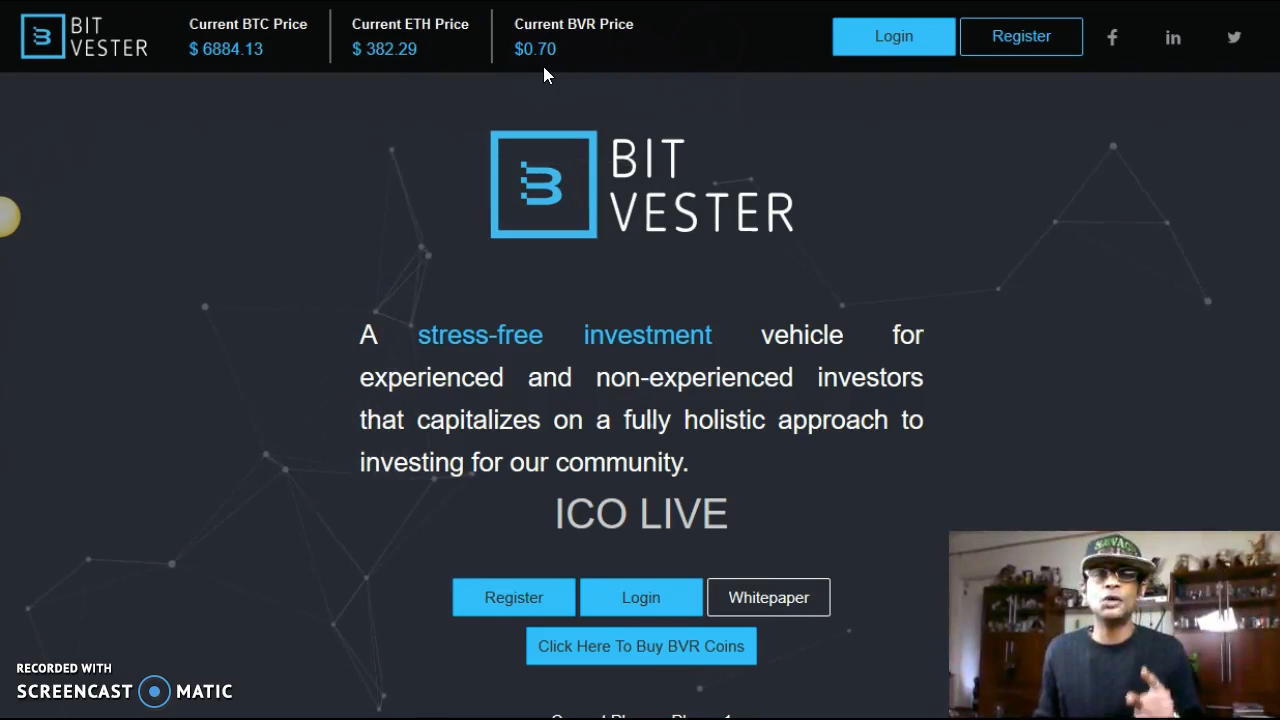 BIT
VESTER
Current BTC Price
$ 6884.13
Current ETH Price
$ 382.29
Current BVR Price
$0.70
Login
Register
BIT
VESTER
A stress-free investment vehicle for
experienced and non-experienced investors
that capitalizes on a fully holistic approach to
investing for our community.
ICO LIVE
Register
Login
Whitepaper
Click Here To Buy BVR Coins
RECORDED WITH
SCREENCAST MATIC